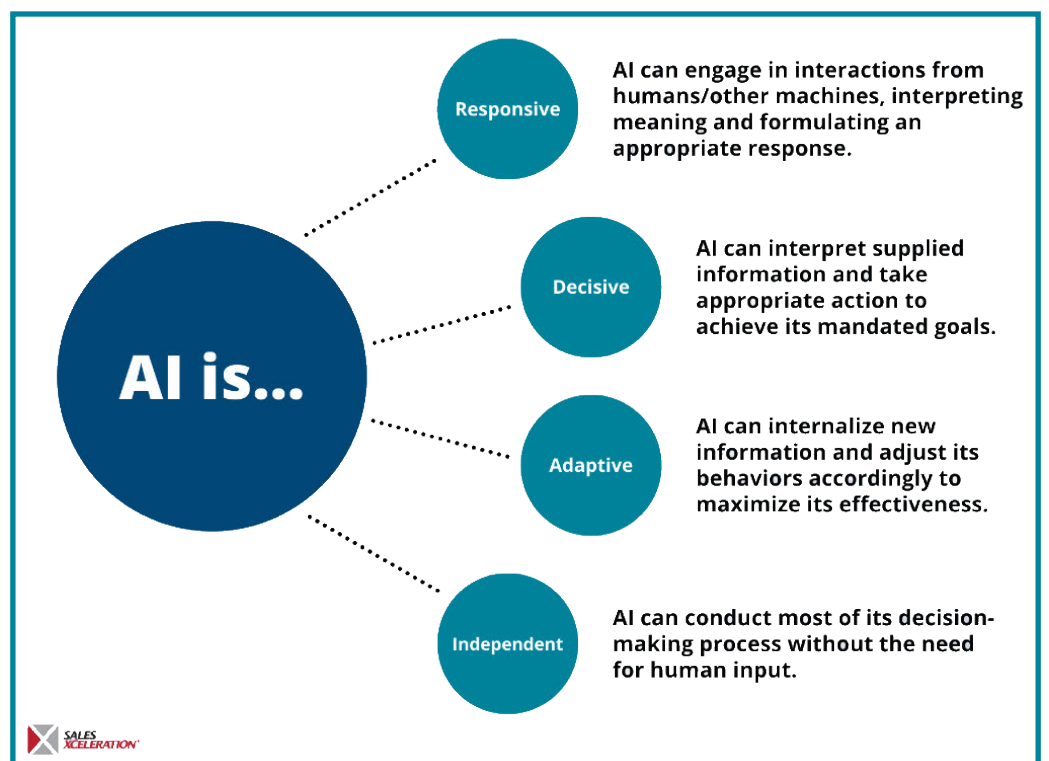 Responsive
AI can engage in interactions from
humans/other machines, interpreting
meaning and formulating an
appropriate response.
Decisive
AI can interpret supplied
information and take
appropriate action to
achieve its mandated goals.
AI is...
Adaptive
AI can internalize new
information and adjust its
behaviors accordingly to
maximize its effectiveness.
Independent
AI can conduct most of its decision-
making process without the need
for human input.
SALES
XCELERATION